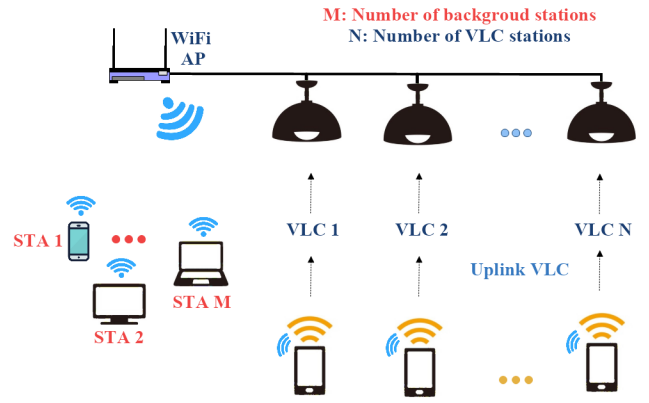 M: Number of backgroud stations
N: Number of VLC stations
WiFi
AP
VLC 1
VLC 2
VLC N
STA 1
STA M
STA 2
Uplink VLC